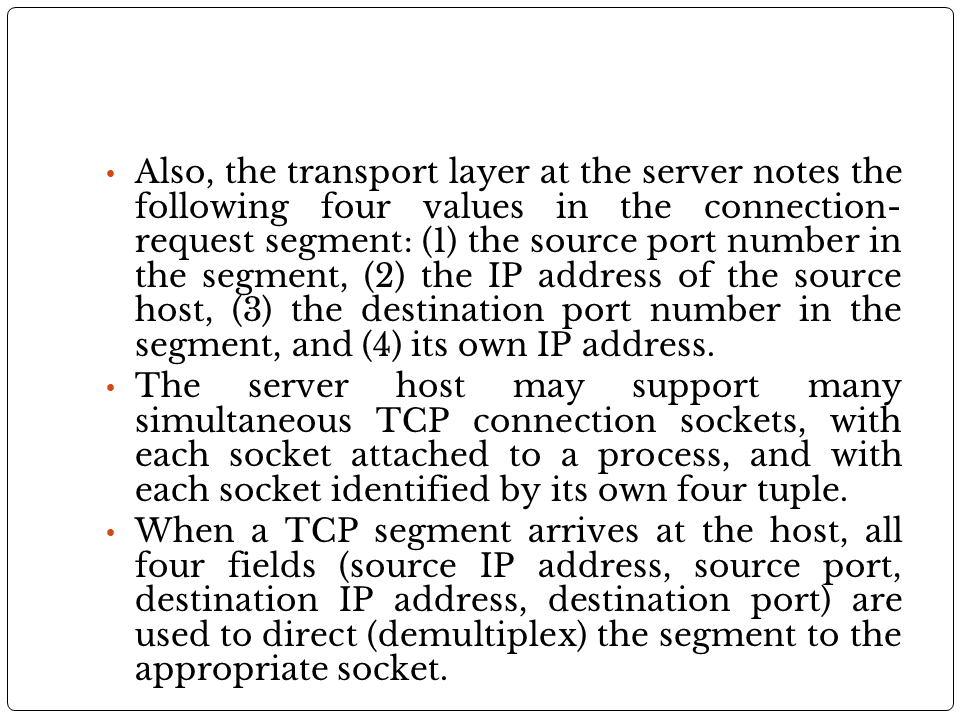 • Also, the transport layer at the server notes the
following four values in the connection-
request segment: (1) the source port number in
the segment, (2) the IP address of the source
host, (3) the destination port number in the
segment, and (4) its own IP address.
• The server host may support many
simultaneous TCP connection sockets, with
each socket attached to a process, and with
each socket identified by its own four tuple.
• When a TCP segment arrives at the host, all
four fields (source IP address, source port,
destination IP address, destination port) are
used to direct (demultiplex) the segment to the
appropriate socket.